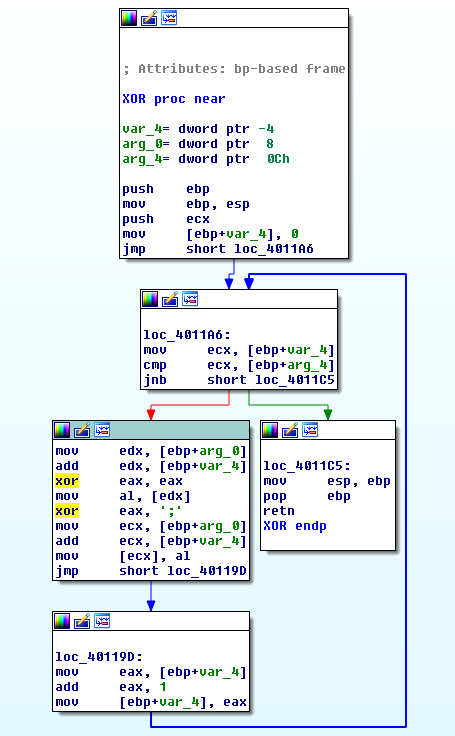 ; Attributes: bp-based frame
XOR proc near
var_4= dword ptr -4
arg_0= dword ptr  8
arg_4= dword ptr  0Ch
push    ebp
mov     ebp, esp
push    ecx
mov     [ebp+var_4], 0
jmp     short loc_4011A6
loc_4011A6:
mov     ecx, [ebp+var_4]
cmp     ecx, [ebp+arg_4]
jnb     short loc_4011C5
mov     edx, [ebp+arg_0]
add     edx, [ebp+var_4]
xor     eax, eax
mov     al, [edx]
xor     eax, ';'
mov     ecx, [ebp+arg_0]
add     ecx, [ebp+var_4]
mov     [ecx], al
jmp     short loc_40119D
loc_4011C5:
mov     esp, ebp
pop     ebp
retn
XOR endp
loc_40119D:
mov     eax, [ebp+var_4]
add     eax, 1
mov     [ebp+var_4], eax